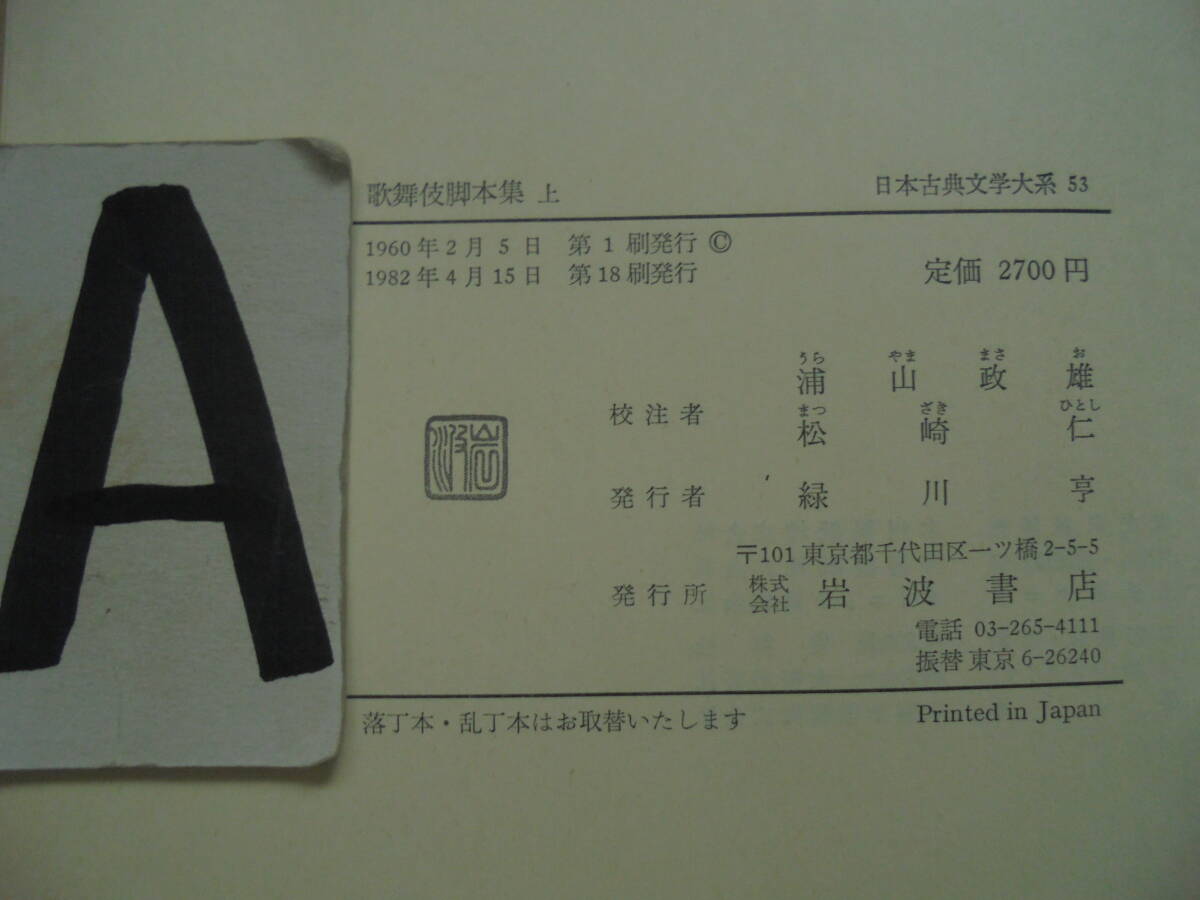 A
歌舞伎脚本集 上
日本古典文学大系 53
1960年2月5日 第1刷発行 ©
1982年4月15日 第18刷発行
定価 2700円
うら やま まさ お
浦山政雄
校注者
まつ ざき ひとし
松崎仁
発行者 緑川亨
〒101 東京都千代田区一ツ橋2-5-5
発行所 株式会社 岩波書店
電話 03-265-4111
振替 東京 6-26240
落丁本・乱丁本はお取替いたします
Printed in Japan